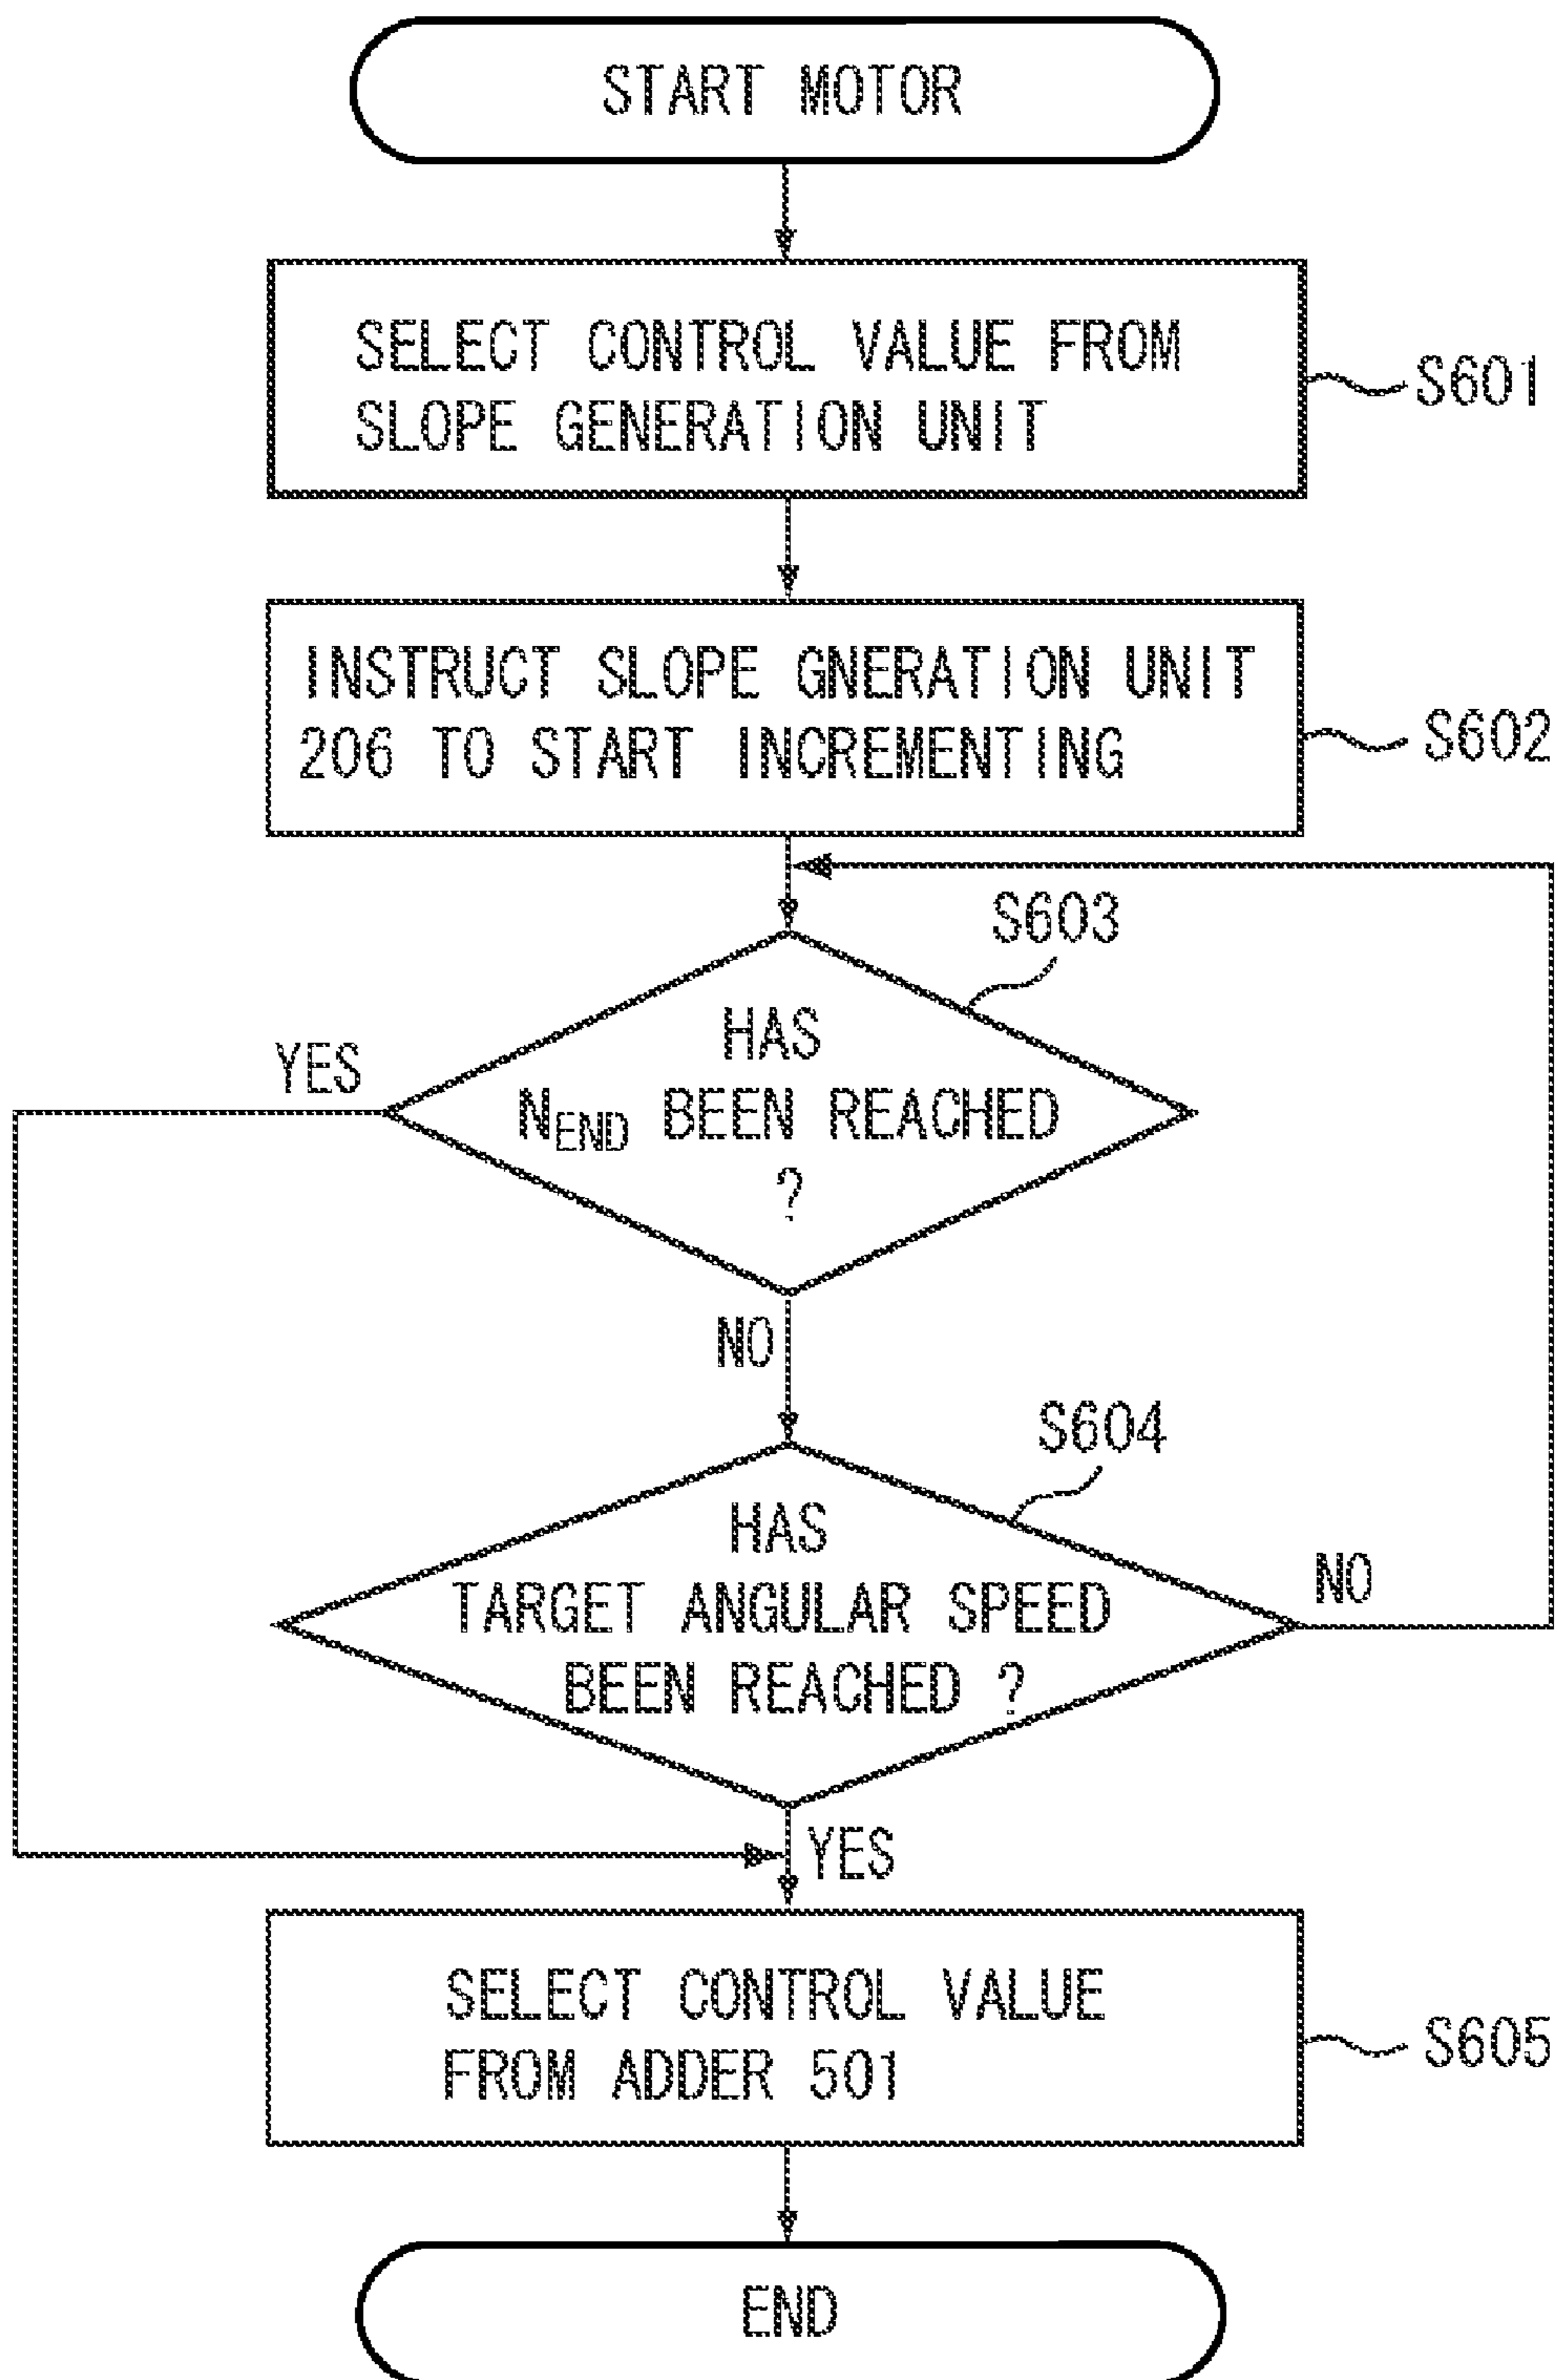 START MOTOR
SELECT CONTROL VALUE FROM
SLOPE GENERATION UNIT
S601
INSTRUCT SLOPE GNERATION UNIT
206 TO START INCREMENTING
S602
S603
HAS
NEND BEEN REACHED
?
YES
NO
S604
HAS
TARGET ANGULAR SPEED
BEEN REACHED ?
NO
YES
SELECT CONTROL VALUE
FROM ADDER 501
S605
END